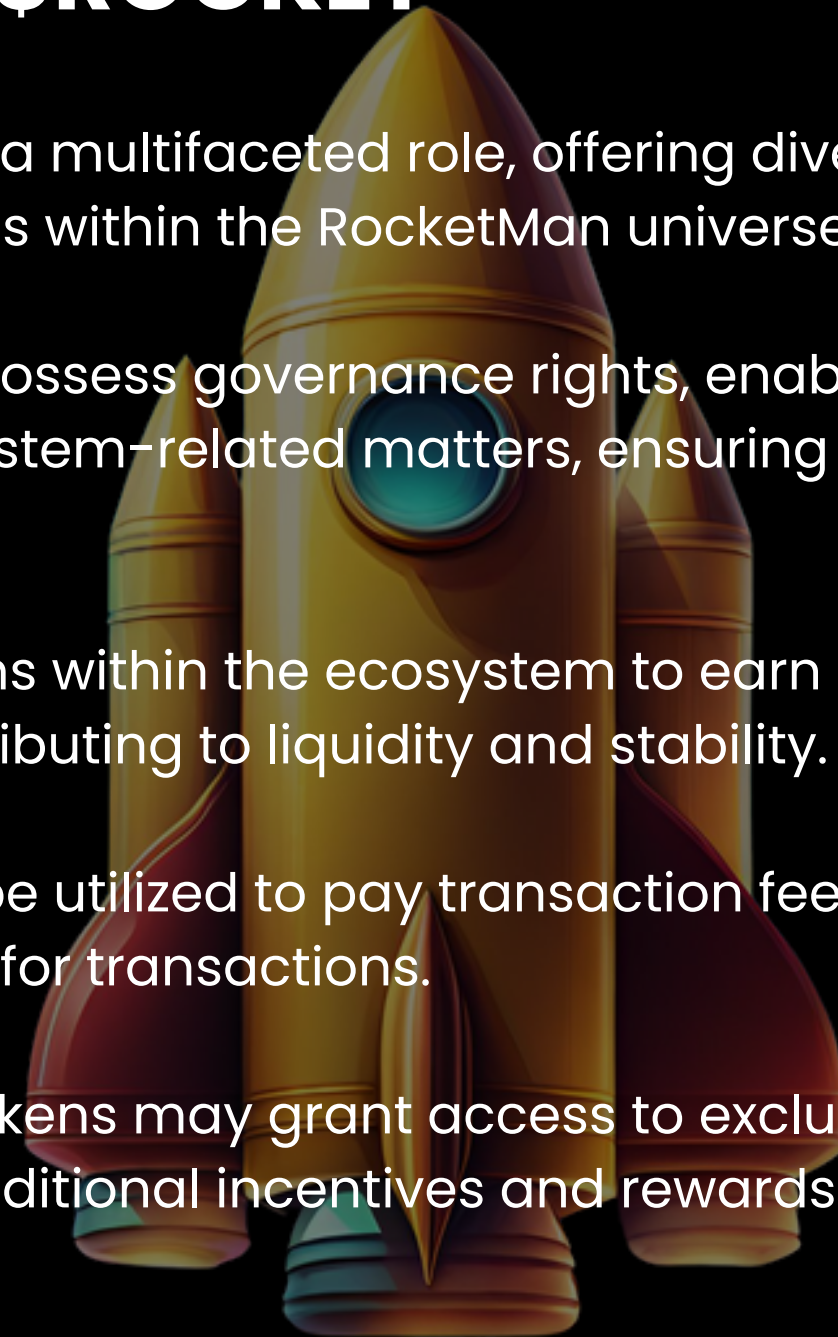 $ROCKET
a multifaceted role, offering dive
s within the RocketMan universe
ossess governance rights, enab
stem-related matters, ensuring
ns within the ecosystem to earn
ibuting to liquidity and stability.
be utilized to pay transaction fee
for transactions.
kens may grant access to exclu
ditional incentives and rewards